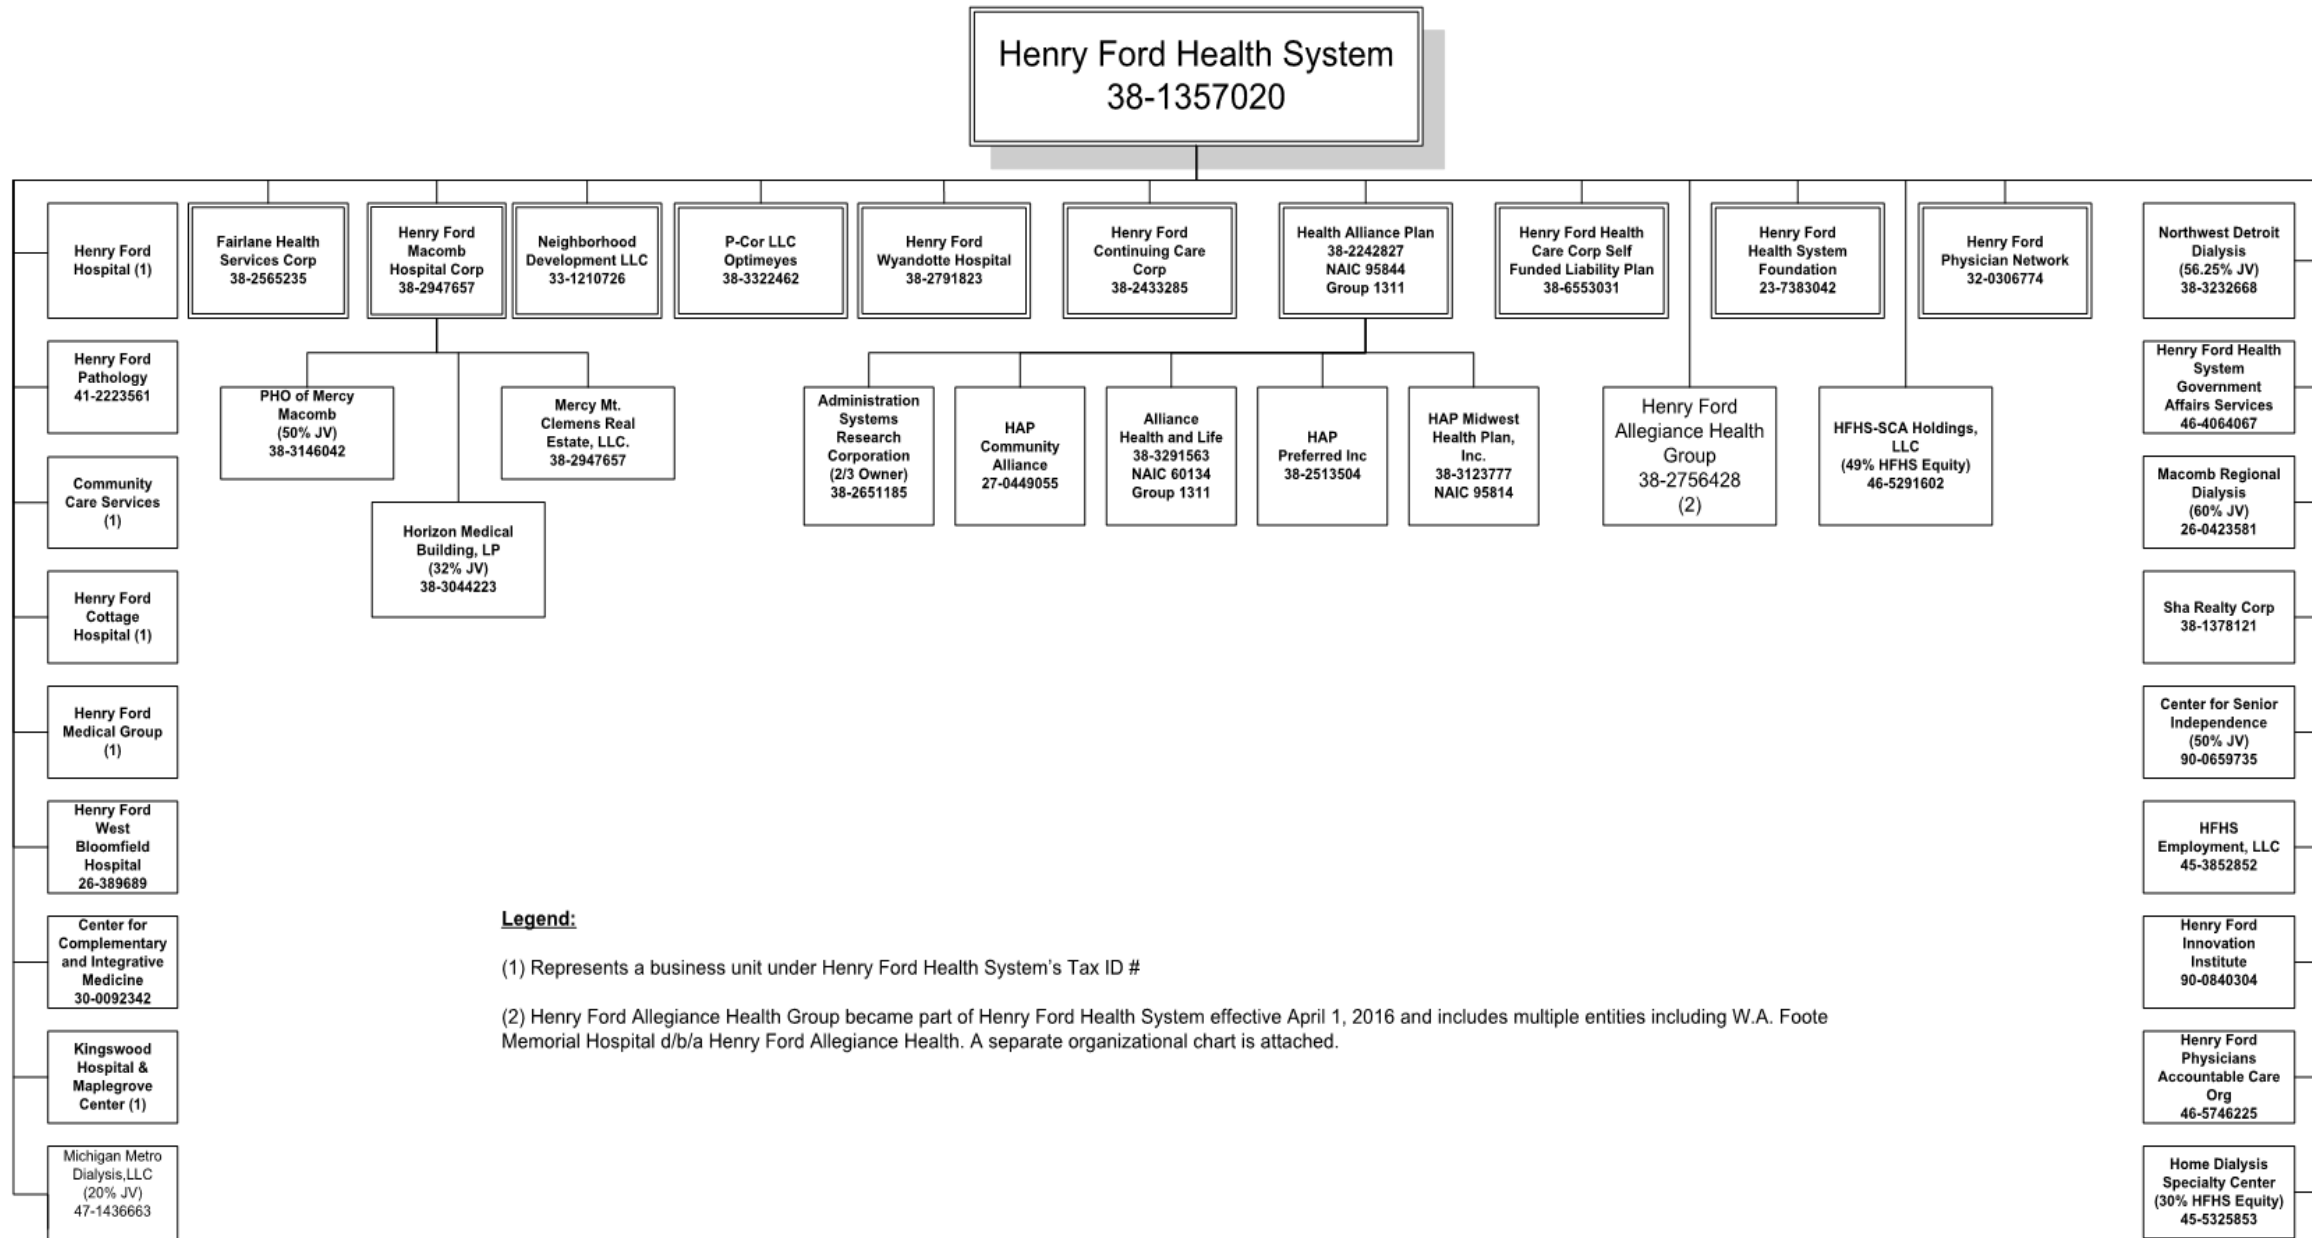 Henry Ford Health System
38-1357020
Henry Ford
Hospital (1)
Fairlane Health
Services Corp
38-2565235
Henry Ford
Macomb
Hospital Corp
38-2947657
Neighborhood
Development LLC
33-1210726
P-Cor LLC
Optimeyes
38-3322462
Henry Ford
Wyandotte Hospital
38-2791823
Henry Ford
Continuing Care
Corp
38-2433285
Health Alliance Plan
38-2242827
NAIC 95844
Group 1311
Henry Ford Health
Care Corp Self
Funded Liability Plan
38-6553031
Henry Ford
Health System
Foundation
23-7383042
Henry Ford
Physician Network
32-0306774
Northwest Detroit
Dialysis
(56.25% JV)
38-3232668
Henry Ford
Pathology
41-2223561
PHO of Mercy
Macomb
(50% JV)
38-3146042
Mercy Mt.
Clemens Real
Estate, LLC.
38-2947657
Administration
Systems
Research
Corporation
(2/3 Owner)
38-2651185
HAP
Community
Alliance
27-0449055
Alliance
Health and Life
38-3291563
NAIC 60134
Group 1311
HAP
Preferred Inc
38-2513504
HAP Midwest
Health Plan,
Inc.
38-3123777
NAIC 95814
Henry Ford
Allegiance Health
Group
38-2756428
(2)
HFHS-SCA Holdings,
LLC
(49% HFHS Equity)
46-5291602
Henry Ford Health
System
Government
Affairs Services
46-4064067
Community
Care Services
(1)
Horizon Medical
Building, LP
(32% JV)
38-3044223
Macomb Regional
Dialysis
(60% JV)
26-0423581
Henry Ford
Cottage
Hospital (1)
Sha Realty Corp
38-1378121
Henry Ford
Medical Group
(1)
Center for Senior
Independence
(50% JV)
90-0659735
Henry Ford
West
Bloomfield
Hospital
26-389689
HFHS
Employment, LLC
45-3852852
Center for
Complementary
and Integrative
Medicine
30-0092342
Henry Ford
Innovation
Institute
90-0840304
Kingswood
Hospital &
Maplegrove
Center (1)
Henry Ford
Physicians
Accountable Care
Org
46-5746225
Michigan Metro
Dialysis,LLC
(20% JV)
47-1436663
Home Dialysis
Specialty Center
(30% HFHS Equity)
45-5325853
Legend:
(1) Represents a business unit under Henry Ford Health System's Tax ID #
(2) Henry Ford Allegiance Health Group became part of Henry Ford Health System effective April 1, 2016 and includes multiple entities including W.A. Foote
Memorial Hospital d/b/a Henry Ford Allegiance Health. A separate organizational chart is attached.